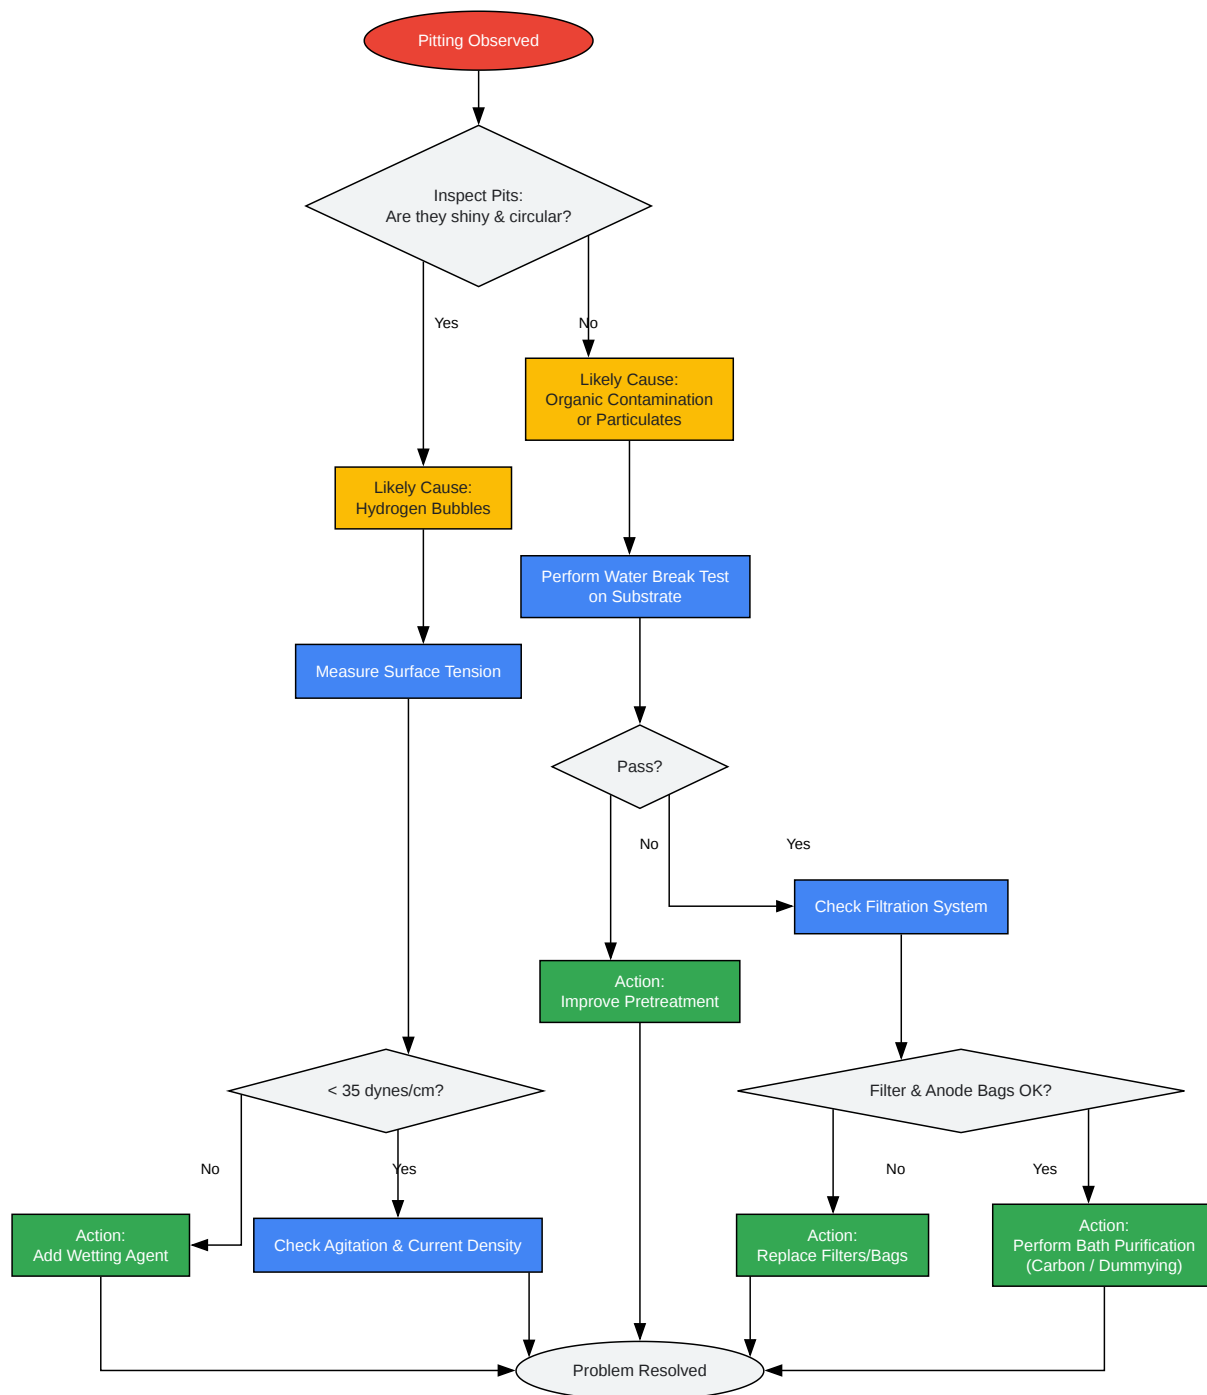 Pitting Observed
Inspect Pits:
Are they shiny & circular?
Yes
No
Likely Cause:
Organic Contamination
or Particulates
Likely Cause:
Hydrogen Bubbles
Perform Water Break Test
on Substrate
Measure Surface Tension
Pass?
No
Yes
Check Filtration System
Action:
Improve Pretreatment
< 35 dynes/cm?
Filter & Anode Bags OK?
No
Yes
No
Yes
Action:
Add Wetting Agent
Check Agitation & Current Density
Action:
Replace Filters/Bags
Action:
Perform Bath Purification
(Carbon / Dummying)
Problem Resolved